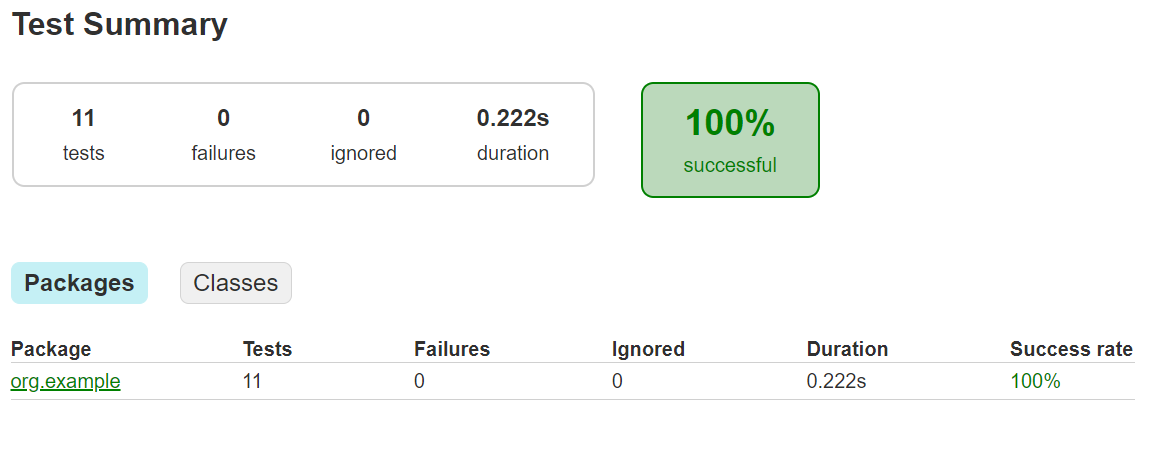 Test Summary
11 0 0 0.222s 100%
tests failures ignored duration successful
Packages Classes
Package Tests Failures Ignored Duration Success rate
org.example 11 0 0 0.222s 100%